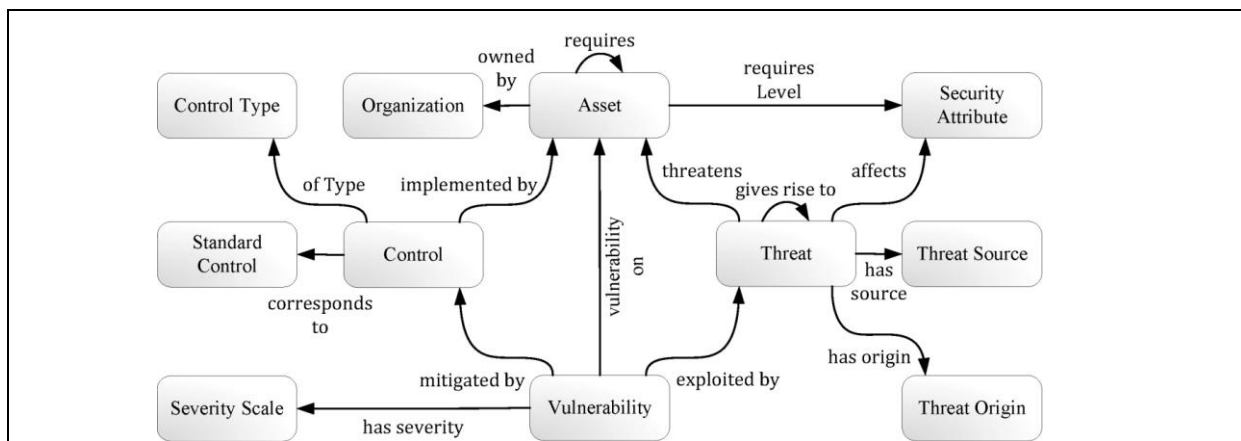 requires
owned
by
requires
Level
Control Type
Organization
Asset
Security
Attribute
of Type
implemented by
threatens
affects
gives rise to
Standard
Control
Control
vulnerability
on
Threat
Threat Source
has
source
corresponds
to
has origin
mitigated by
exploited by
Severity Scale
has severity
Vulnerability
Threat Origin